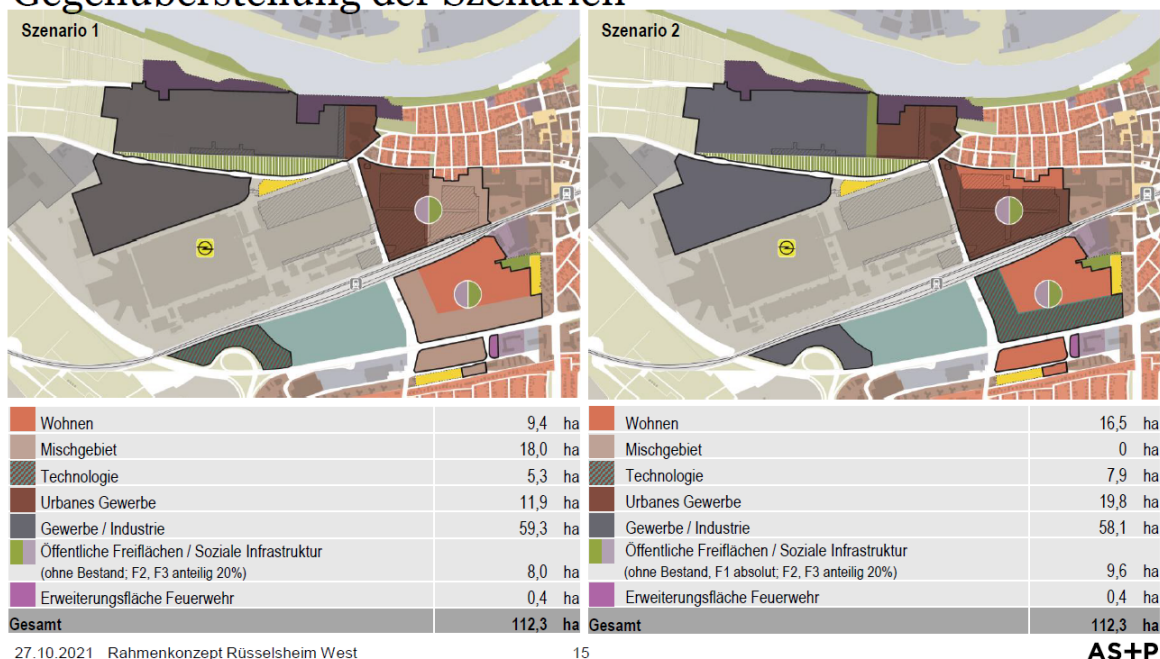 Gegenüberstellung der Szenarien
Szenario 1
Szenario 2
Wohnen 9,4 ha
Mischgebiet 18,0 ha
Technologie 5,3 ha
Urbanes Gewerbe 11,9 ha
Gewerbe / Industrie 59,3 ha
Öffentliche Freiflächen / Soziale Infrastruktur
(ohne Bestand; F2, F3 anteilig 20%) 8,0 ha
Erweiterungsfläche Feuerwehr 0,4 ha
Gesamt 112,3 ha
Wohnen 16,5 ha
Mischgebiet 0 ha
Technologie 7,9 ha
Urbanes Gewerbe 19,8 ha
Gewerbe / Industrie 58,1 ha
Öffentliche Freiflächen / Soziale Infrastruktur
(ohne Bestand, F1 absolut; F2, F3 anteilig 20%) 9,6 ha
Erweiterungsfläche Feuerwehr 0,4 ha
Gesamt 112,3 ha
27.10.2021 Rahmenkonzept Rüsselsheim West 15 AS+P